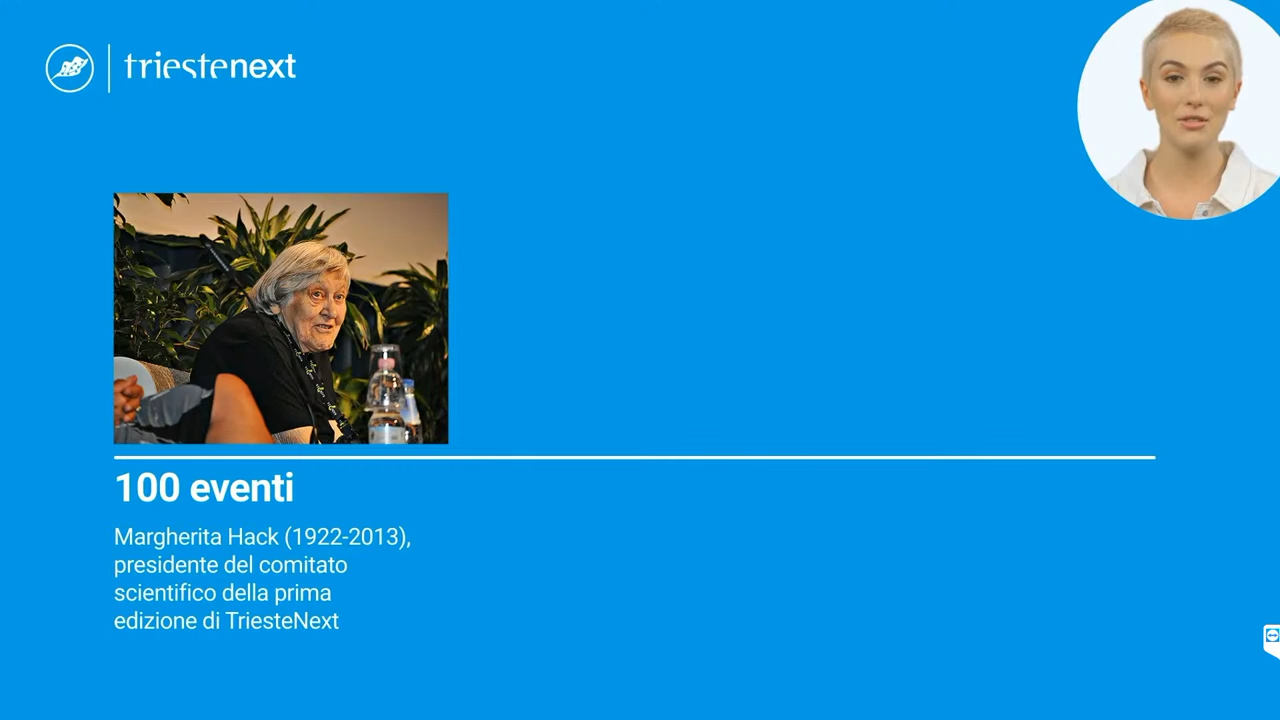 triestenext
100 eventi
Margherita Hack (1922-2013),
presidente del comitato
scientifico della prima
edizione di TriesteNext